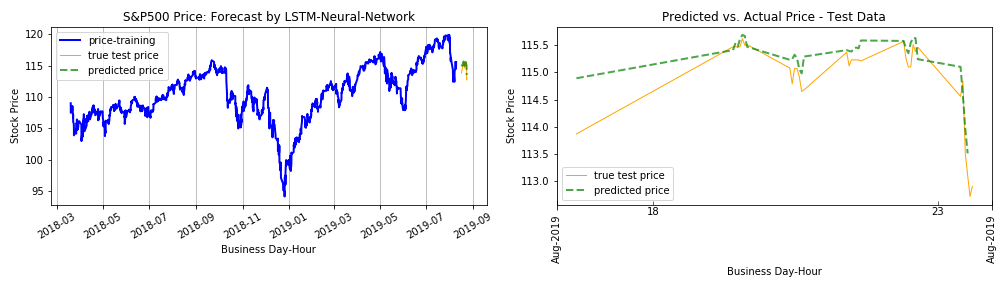 S&P500 Price: Forecast by LSTM-Neural-Network
Stock Price
120
115
110
105
100
95
price-training
true test price
predicted price
2018-03
2018-05
2018-07
2018-09
2018-11
2019-01
2019-03
2019-05
2019-07
2019-09
Business Day-Hour
Predicted vs. Actual Price - Test Data
Stock Price
115.5
115.0
114.5
114.0
113.5
113.0
true test price
predicted price
18
23
Aug-2019
Aug-2019
Business Day-Hour